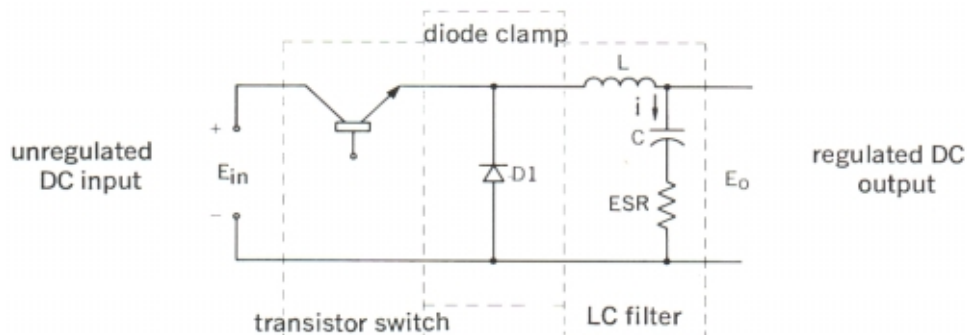 diode clamp
L
i
C
+
unregulated
DC input
E_in
−
D1
ESR
E_o
regulated DC
output
transistor switch
LC filter